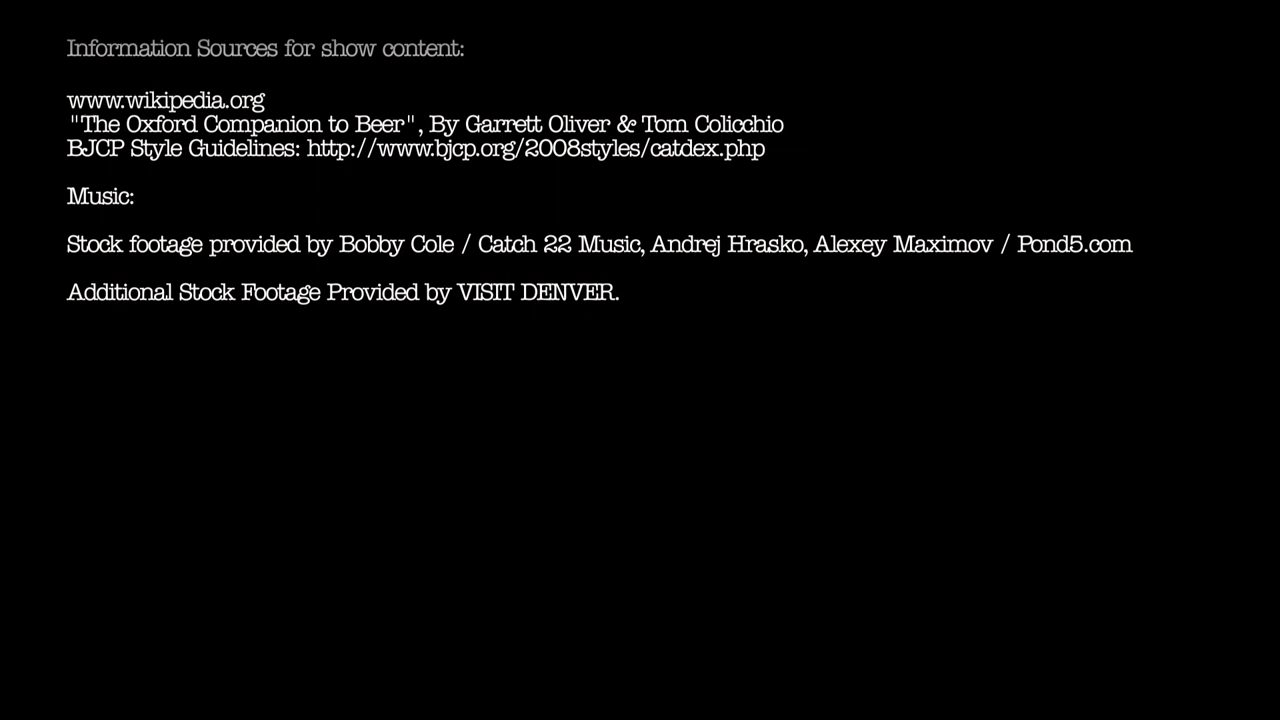 Information Sources for show content:
www.wikipedia.org
"The Oxford Companion to Beer", By Garrett Oliver & Tom Colicchio
BJCP Style Guidelines: http://www.bjcp.org/2008styles/catdex.php
Music:
Stock footage provided by Bobby Cole / Catch 22 Music, Andrej Hrasko, Alexey Maximov / Pond5.com
Additional Stock Footage Provided by VISIT DENVER.